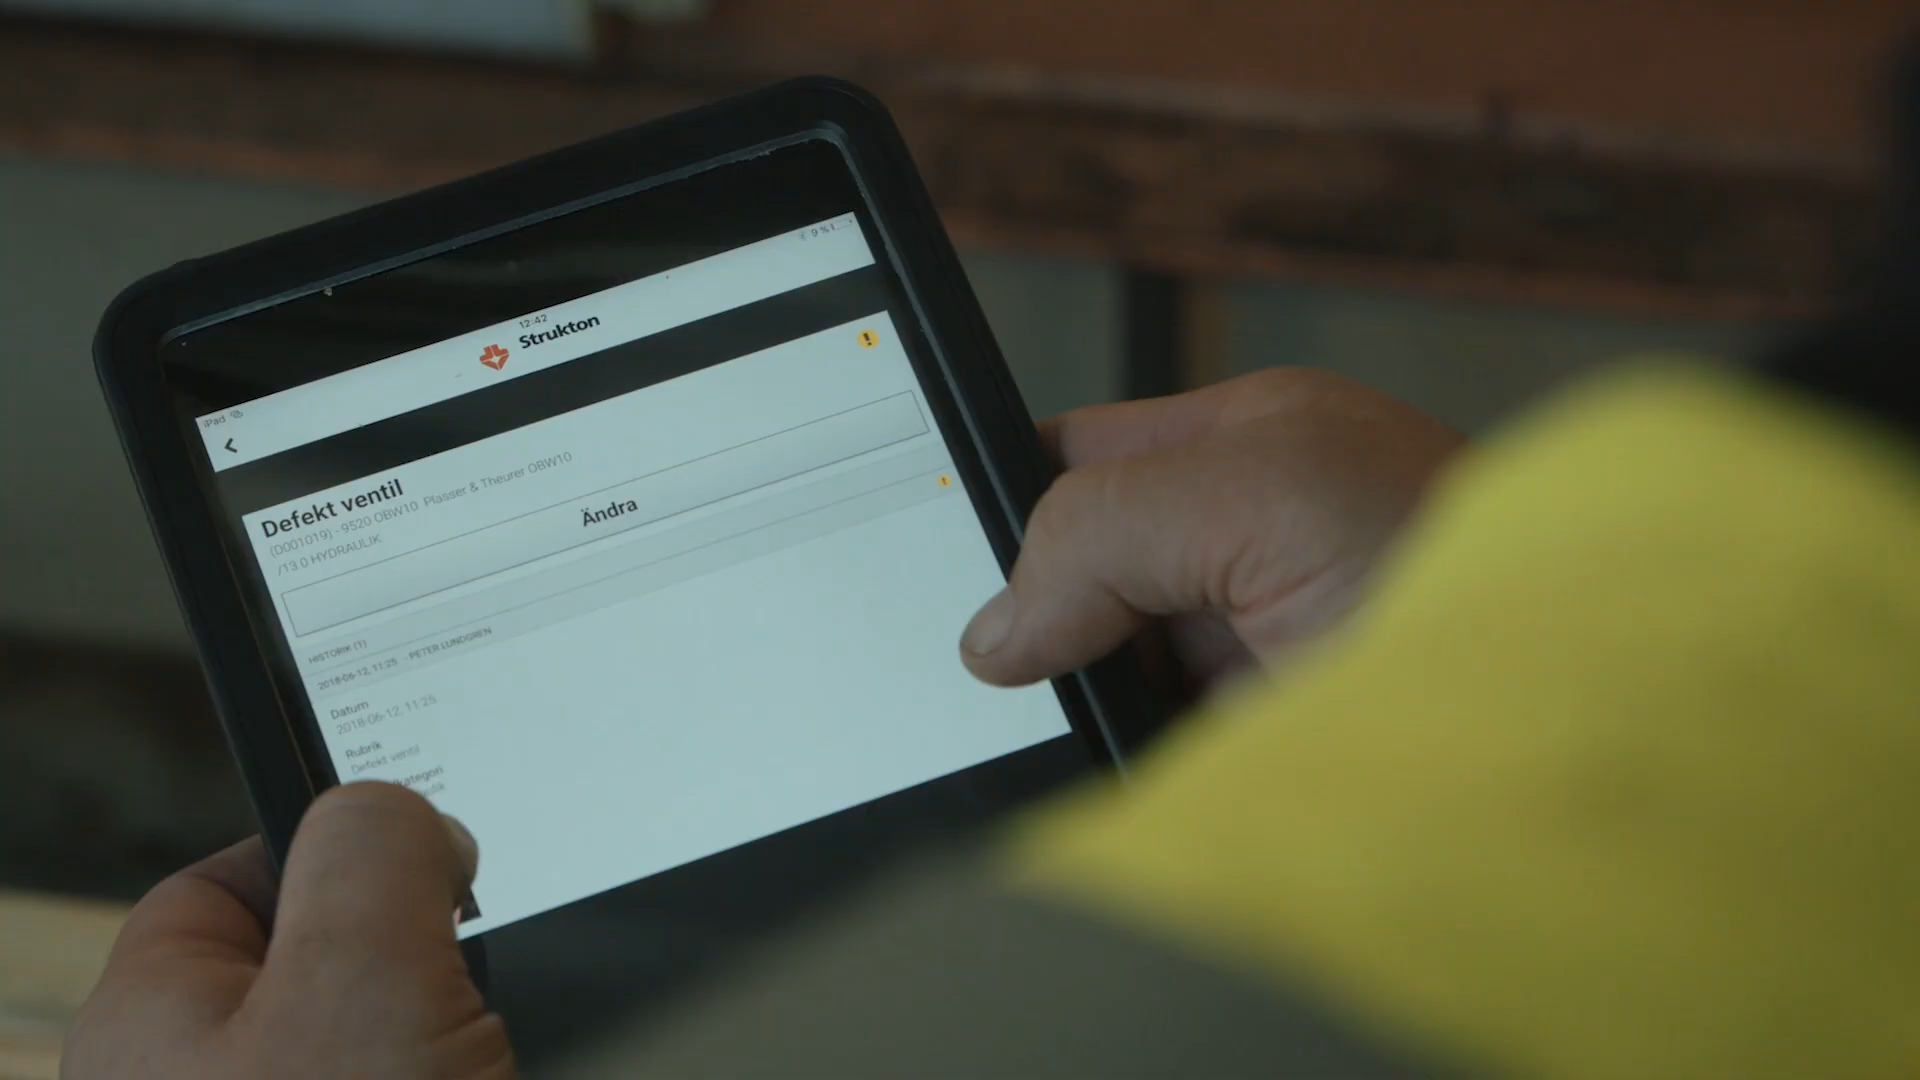 iPad
12:42
9 %
Strukton
Defekt ventil
(D001019) - 9520 OBW10 Plasser & Theurer OBW10
/13.0 HYDRAULIK
Ändra
HISTORIK (1)
2018-06-12, 11:25 - PETER LUNDGREN
Datum
2018-06-12, 11:25
Rubrik
Defekt ventil